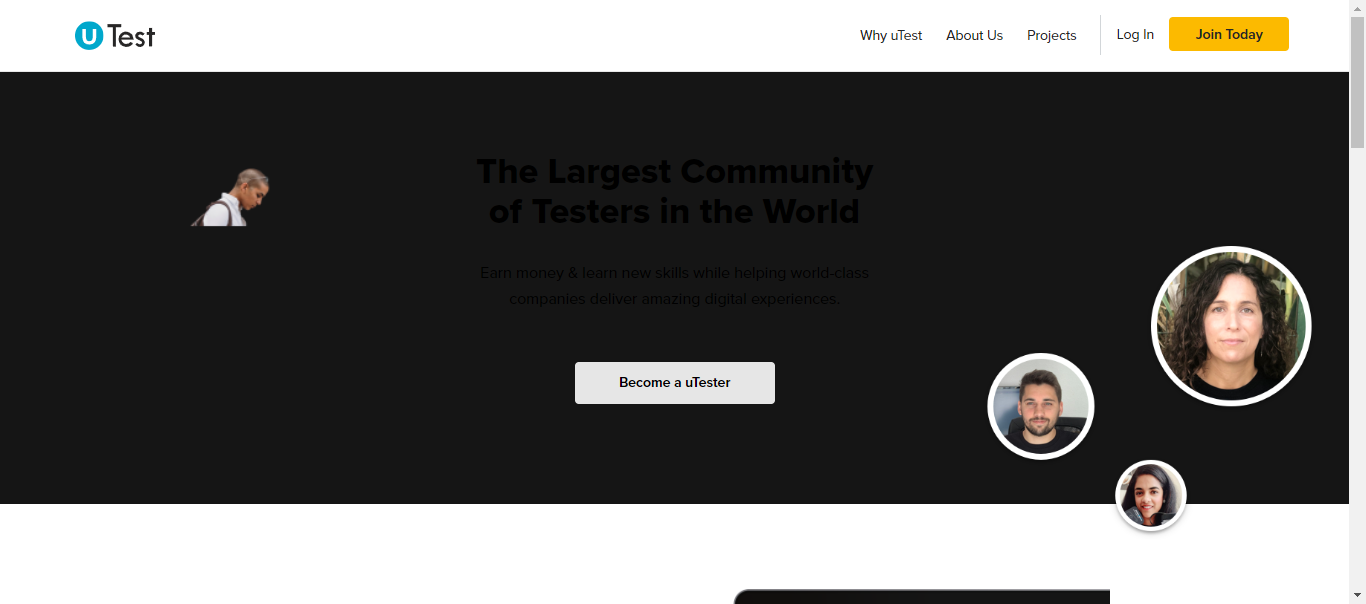 uTest
Why uTest
About Us
Projects
Log In
Join Today
The Largest Community
of Testers in the World
Earn money & learn new skills while helping world-class
companies deliver amazing digital experiences.
Become a uTester